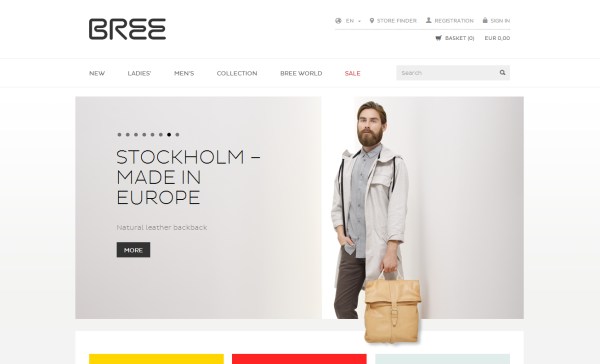 BREE
EN
STORE FINDER
REGISTRATION
SIGN IN
BASKET (0)
EUR 0,00
NEW
LADIES'
MEN'S
COLLECTION
BREE WORLD
SALE
Search
STOCKHOLM –
MADE IN
EUROPE
Natural leather backback
MORE